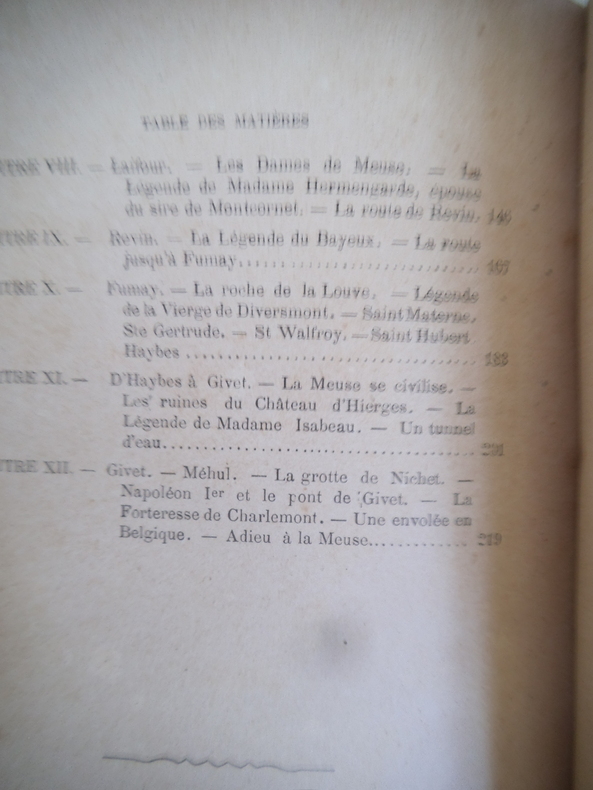 TABLE DES MATIÈRES
TRE VIII. — Laifour. — Les Dames de Meuse. — La
Légende de Madame Hermengarde, épouse
du sire de Montcornet. — La route de Revin.
TRE IX. — Revin. — La Légende du Bayeux. — La route
jusqu'à Fumay
TRE X. — Fumay. — La roche de la Louve. — Légende
de la Vierge de Diversmont. — Saint Materne,
Ste Gertrude. — St Walfroy. — Saint Hubert
Haybes
TRE XI. — D'Haybes à Givet. — La Meuse se civilise. —
Les ruines du Château d'Hierges. — La
Légende de Madame Isabeau. — Un tunnel
d'eau
TRE XII. — Givet. — Méhul. — La grotte de Nichet. —
Napoléon Ier et le pont de Givet. — La
Forteresse de Charlemont. — Une envolée en
Belgique. — Adieu à la Meuse 219